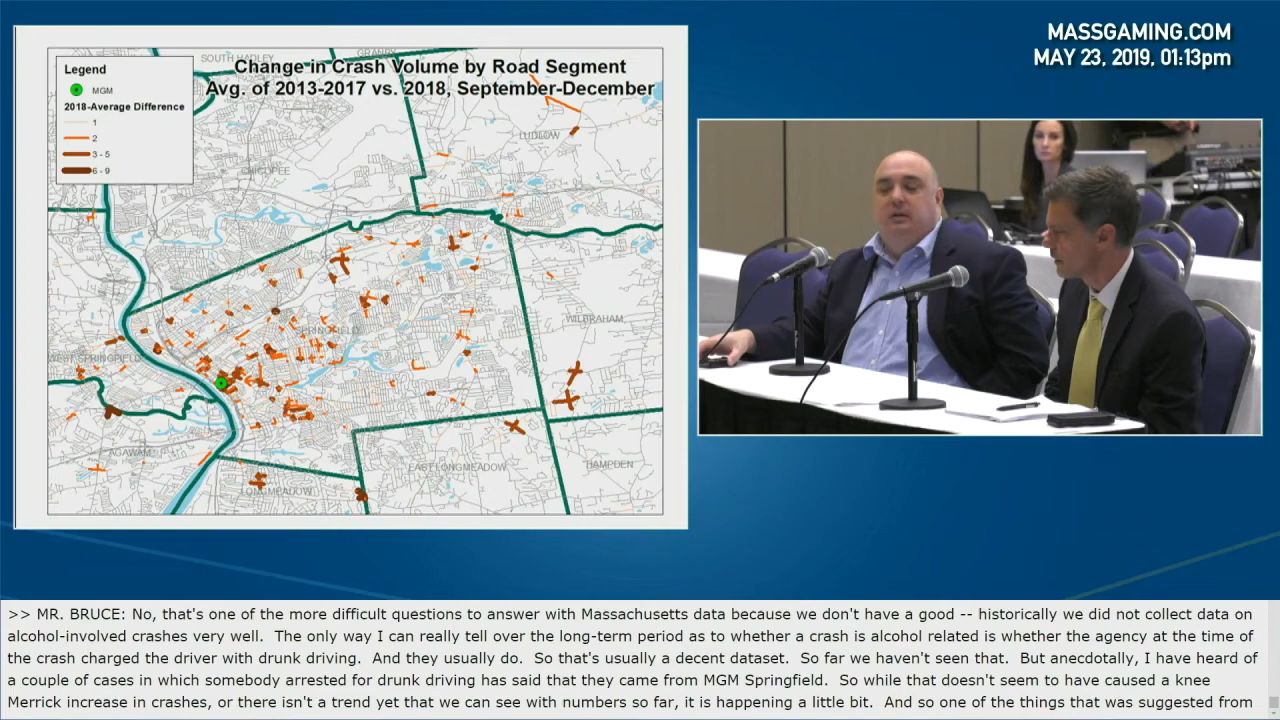 MASSGAMING.COM
MAY 23, 2019, 01:13pm
Change in Crash Volume by Road Segment
Avg. of 2013-2017 vs. 2018, September-December
Legend
MGM
2018-Average Difference
1
2
3 - 5
6 - 9
SOUTH HADLEY
GRANBY
LUDLOW
CHICOPEE
WILBRAHAM
SPRINGFIELD
WEST SPRINGFIELD
AGAWAM
EAST LONGMEADOW
HAMPDEN
LONGMEADOW
>> MR. BRUCE: No, that's one of the more difficult questions to answer with Massachusetts data because we don't have a good -- historically we did not collect data on
alcohol-involved crashes very well. The only way I can really tell over the long-term period as to whether a crash is alcohol related is whether the agency at the time of
the crash charged the driver with drunk driving. And they usually do. So that's usually a decent dataset. So far we haven't seen that. But anecdotally, I have heard of
a couple of cases in which somebody arrested for drunk driving has said that they came from MGM Springfield. So while that doesn't seem to have caused a knee
Merrick increase in crashes, or there isn't a trend yet that we can see with numbers so far, it is happening a little bit. And so one of the things that was suggested from